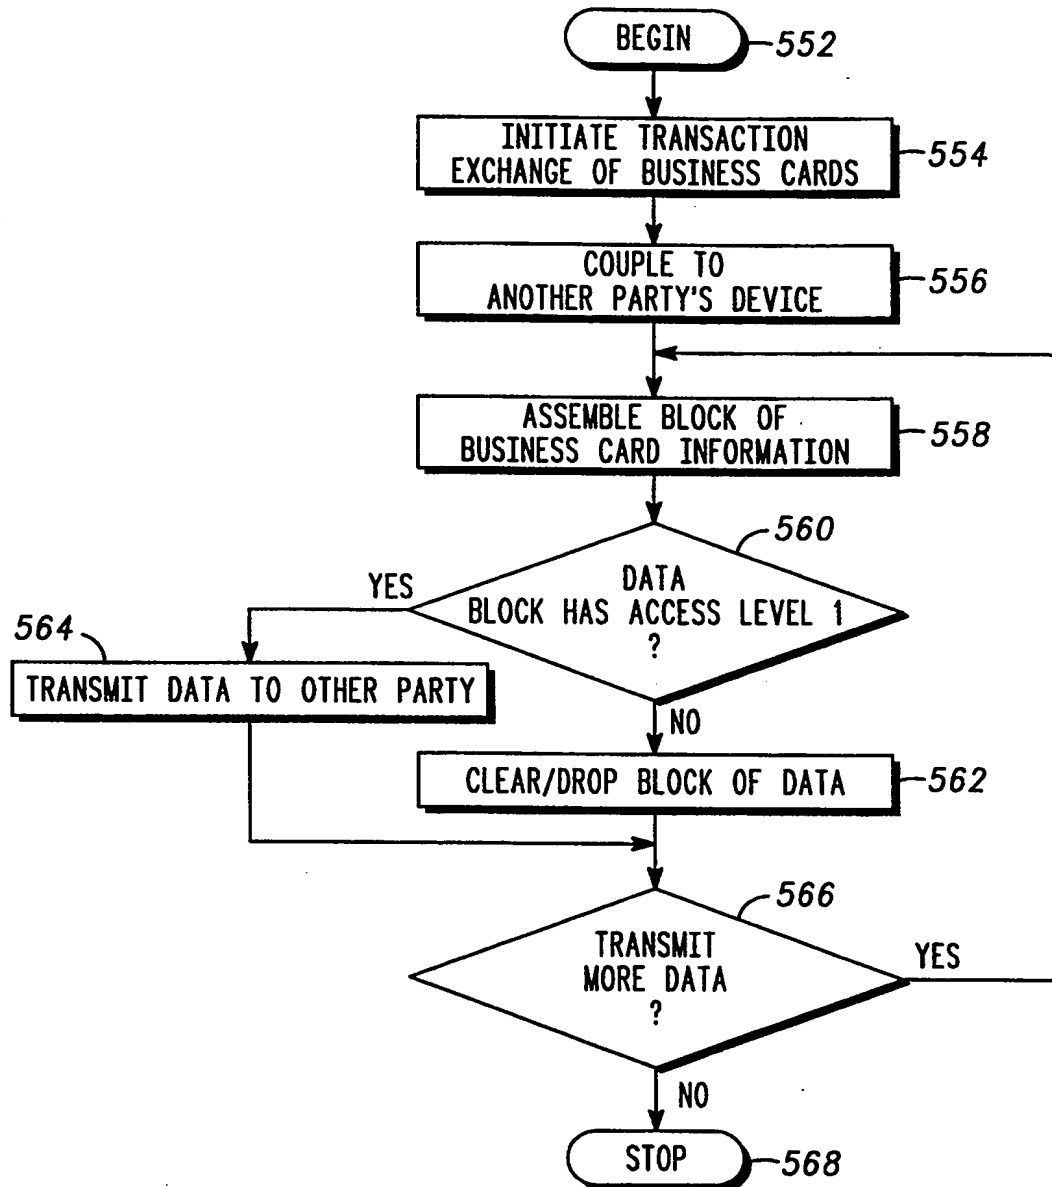 BEGIN
552
INITIATE TRANSACTION
EXCHANGE OF BUSINESS CARDS
554
COUPLE TO
ANOTHER PARTY'S DEVICE
556
ASSEMBLE BLOCK OF
BUSINESS CARD INFORMATION
558
560
DATA
BLOCK HAS ACCESS LEVEL 1
?
YES
564
TRANSMIT DATA TO OTHER PARTY
NO
CLEAR/DROP BLOCK OF DATA
562
566
TRANSMIT
MORE DATA
?
YES
NO
STOP
568